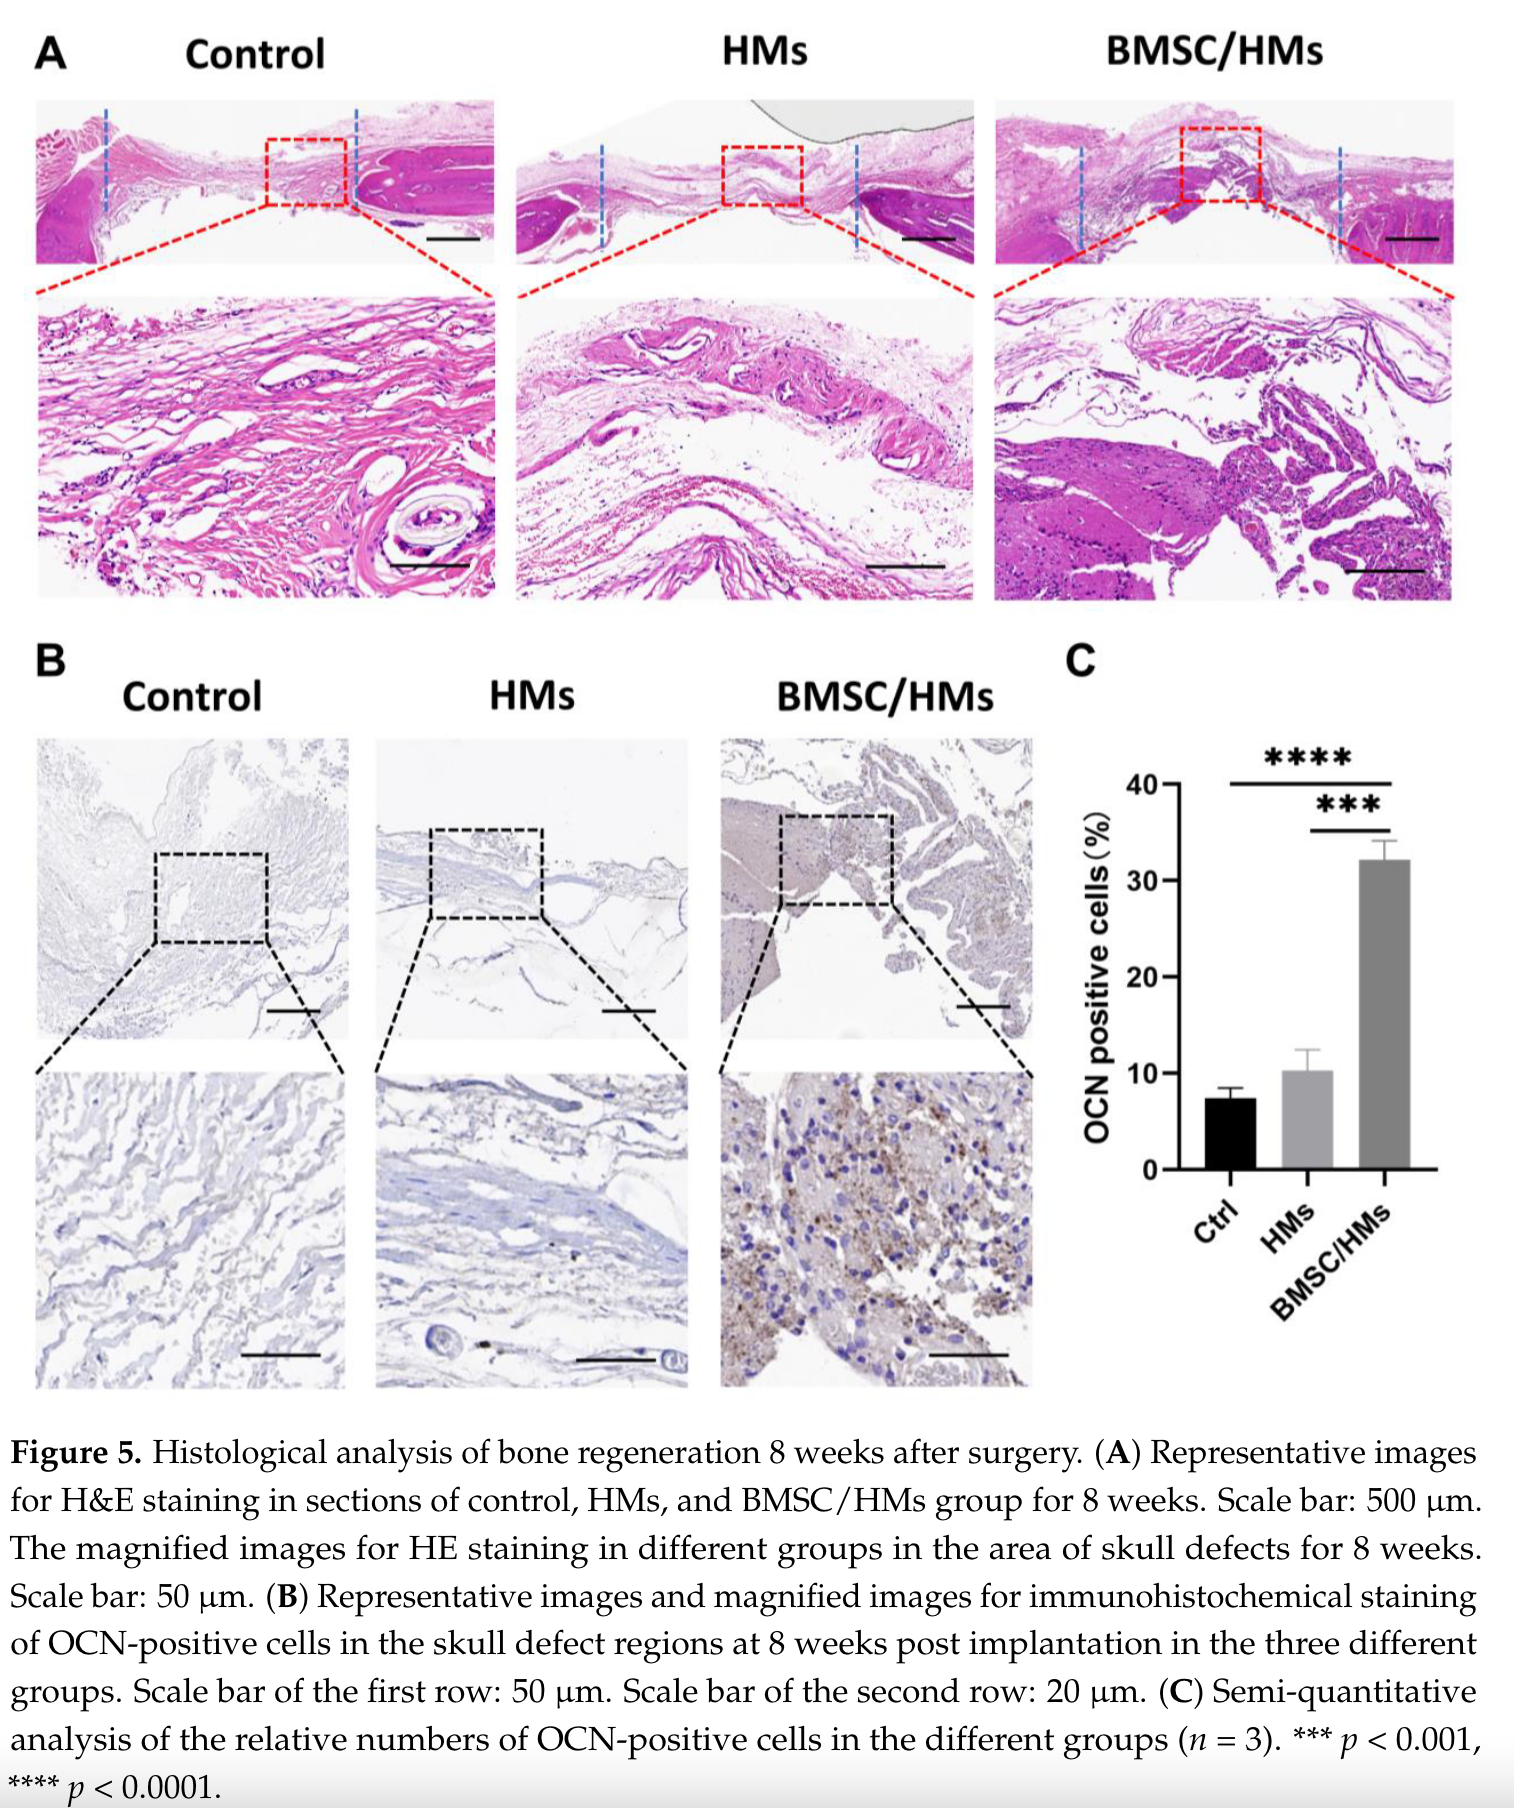 A
Control
HMs
BMSC/HMs
B
Control
HMs
BMSC/HMs
C
****
***
OCN positive cells(%)
40
30
20
10
0
Ctrl
HMs
BMSC/HMs
Figure 5. Histological analysis of bone regeneration 8 weeks after surgery. (A) Representative images
for H&E staining in sections of control, HMs, and BMSC/HMs group for 8 weeks. Scale bar: 500 μm.
The magnified images for HE staining in different groups in the area of skull defects for 8 weeks.
Scale bar: 50 μm. (B) Representative images and magnified images for immunohistochemical staining
of OCN-positive cells in the skull defect regions at 8 weeks post implantation in the three different
groups. Scale bar of the first row: 50 μm. Scale bar of the second row: 20 μm. (C) Semi-quantitative
analysis of the relative numbers of OCN-positive cells in the different groups (n = 3). *** p < 0.001,
**** p < 0.0001.